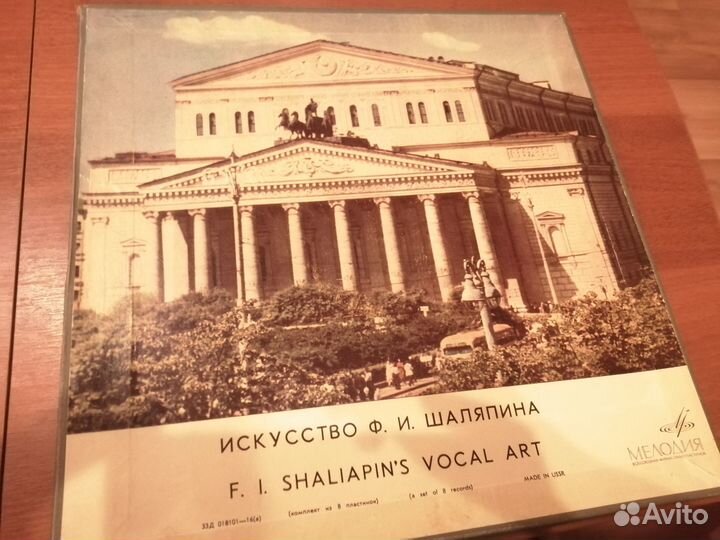 ИСКУССТВО Ф. И. ШАЛЯПИНА
F. I. SHALIAPIN'S VOCAL ART
МЕЛОДИЯ
33Д 018101—16(а) (комплект из 8 пластинок) (A set of 8 records) MADE IN USSR
Avito